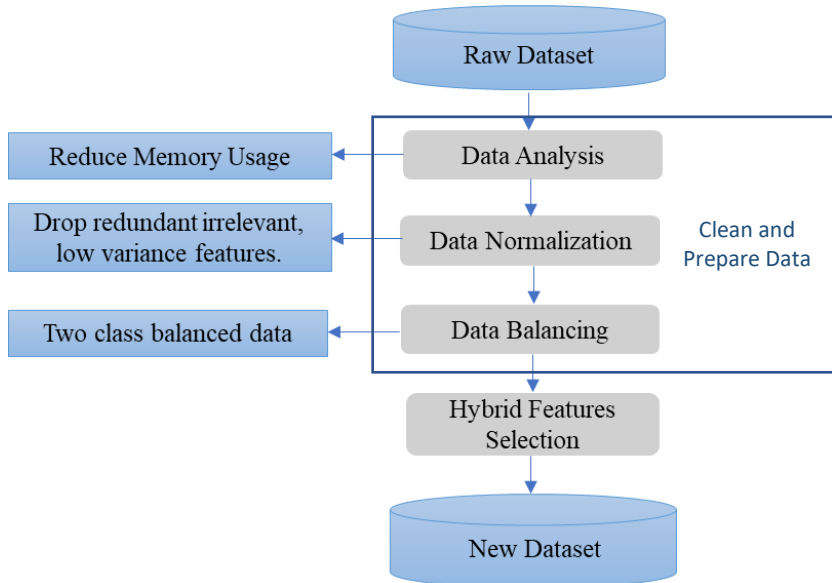 Raw Dataset
Reduce Memory Usage
Data Analysis
Drop redundant irrelevant,
low variance features.
Data Normalization
Clean and
Prepare Data
Two class balanced data
Data Balancing
Hybrid Features
Selection
New Dataset